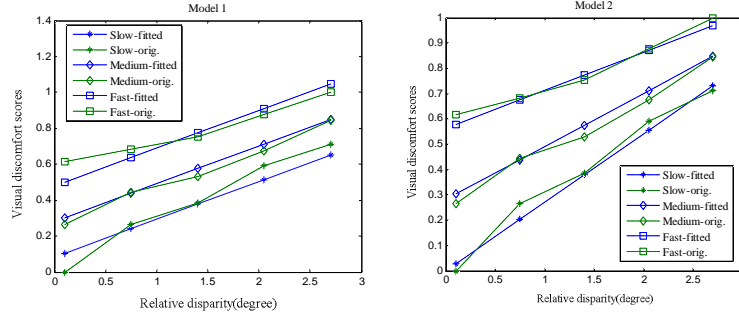 Model 1
1.4
1.2
1
0.8
0.6
0.4
0.2
0
Visual discomfort scores
Slow-fitted
Slow-orig.
Medium-fitted
Medium-orig.
Fast-fitted
Fast-orig.
0 0.5 1 1.5 2 2.5 3
Relative disparity(degree)
Model 2
1
0.9
0.8
0.7
0.6
0.5
0.4
0.3
0.2
0.1
0
Visual discomfort scores
Slow-fitted
Slow-orig.
Medium-fitted
Medium-orig.
Fast-fitted
Fast-orig.
0 0.5 1 1.5 2 2.5 3
Relative disparity(degree)